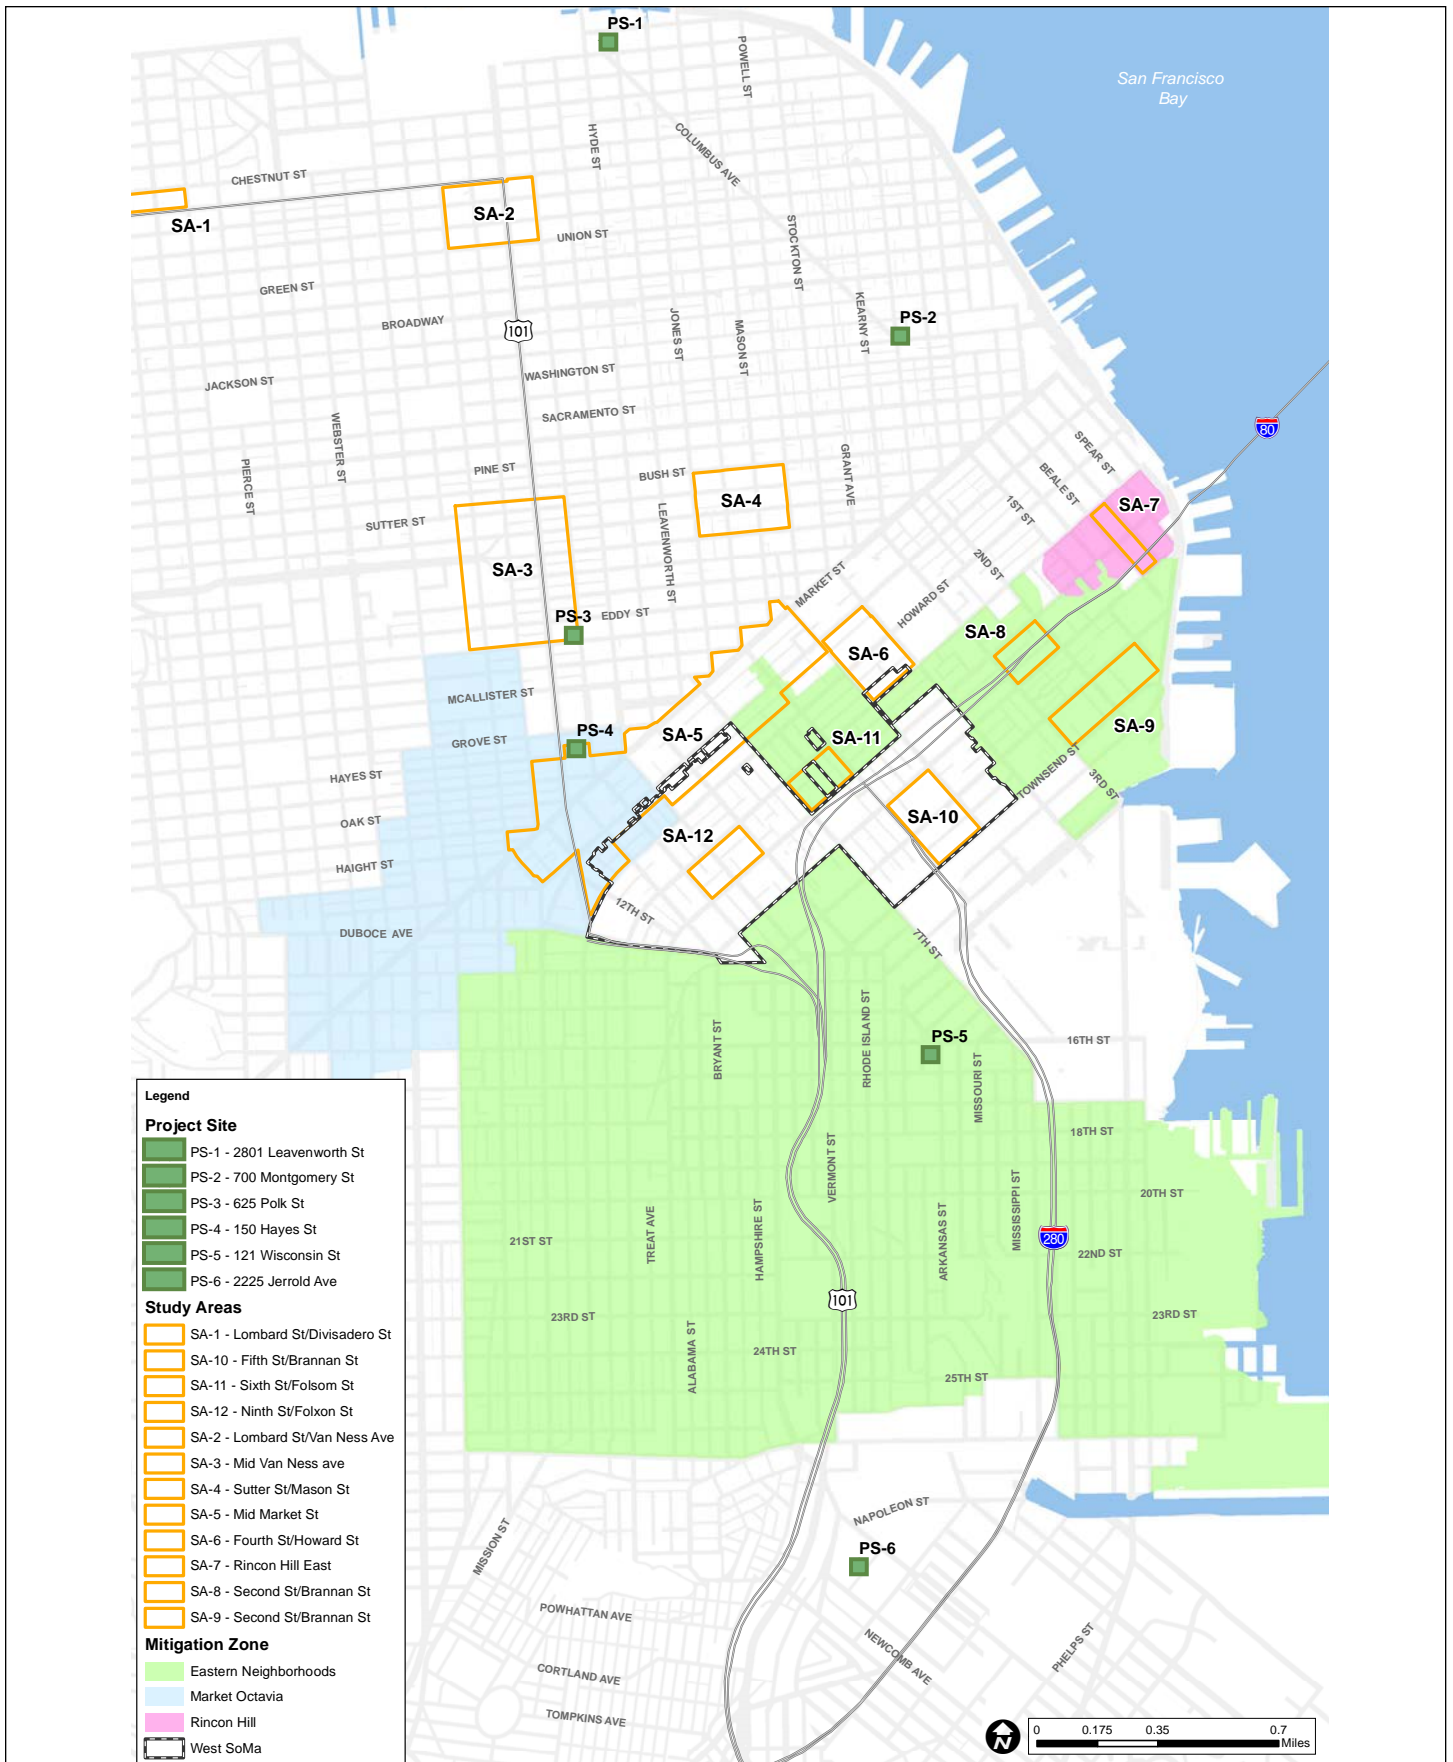 PS-1
San Francisco
Bay
POWELL ST
HYDE ST
COLUMBUS AVE
CHESTNUT ST
SA-1
SA-2
UNION ST
STOCKTON ST
GREEN ST
BROADWAY
101
JONES ST
MASON ST
KEARNY ST
PS-2
WASHINGTON ST
JACKSON ST
SACRAMENTO ST
WEBSTER ST
PIERCE ST
PINE ST
BUSH ST
GRANT AVE
80
SPEAR ST
BEALE ST
1ST ST
SA-4
SA-7
SUTTER ST
LEAVENWORTH ST
2ND ST
SA-3
MARKET ST
HOWARD ST
PS-3
EDDY ST
SA-8
SA-6
MCALLISTER ST
PS-4
SA-5
SA-11
SA-9
GROVE ST
HAYES ST
TOWNSEND ST
3RD ST
OAK ST
SA-10
SA-12
HAIGHT ST
12TH ST
DUBOCE AVE
7TH ST
BRYANT ST
RHODE ISLAND ST
PS-5
MISSOURI ST
16TH ST
18TH ST
VERMONT ST
MISSISSIPPI ST
20TH ST
TREAT AVE
HAMPSHIRE ST
ARKANSAS ST
21ST ST
280
22ND ST
101
23RD ST
23RD ST
ALABAMA ST
24TH ST
25TH ST
NAPOLEON ST
MISSION ST
PS-6
POWHATTAN AVE
NEWCOMB AVE
PHELPS ST
CORTLAND AVE
TOMPKINS AVE
Legend
Project Site
PS-1 - 2801 Leavenworth St
PS-2 - 700 Montgomery St
PS-3 - 625 Polk St
PS-4 - 150 Hayes St
PS-5 - 121 Wisconsin St
PS-6 - 2225 Jerrold Ave
Study Areas
SA-1 - Lombard St/Divisadero St
SA-10 - Fifth St/Brannan St
SA-11 - Sixth St/Folsom St
SA-12 - Ninth St/Folxon St
SA-2 - Lombard St/Van Ness Ave
SA-3 - Mid Van Ness ave
SA-4 - Sutter St/Mason St
SA-5 - Mid Market St
SA-6 - Fourth St/Howard St
SA-7 - Rincon Hill East
SA-8 - Second St/Brannan St
SA-9 - Second St/Brannan St
Mitigation Zone
Eastern Neighborhoods
Market Octavia
Rincon Hill
West SoMa
N
0 0.175 0.35 0.7
Miles